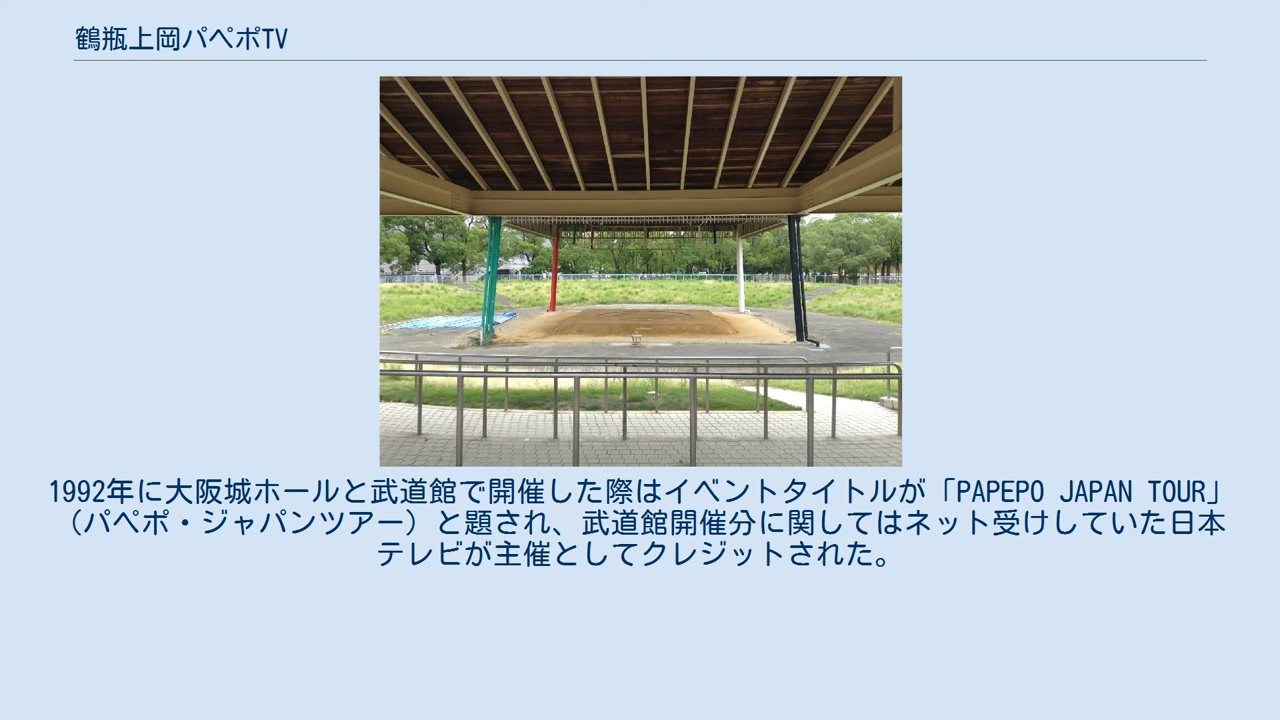 鶴瓶上岡パペポTV
1992年に大阪城ホールと武道館で開催した際はイベントタイトルが「PAPEPO JAPAN TOUR」
（パペポ・ジャパンツアー）と題され、武道館開催分に関してはネット受けしていた日本
テレビが主催としてクレジットされた。